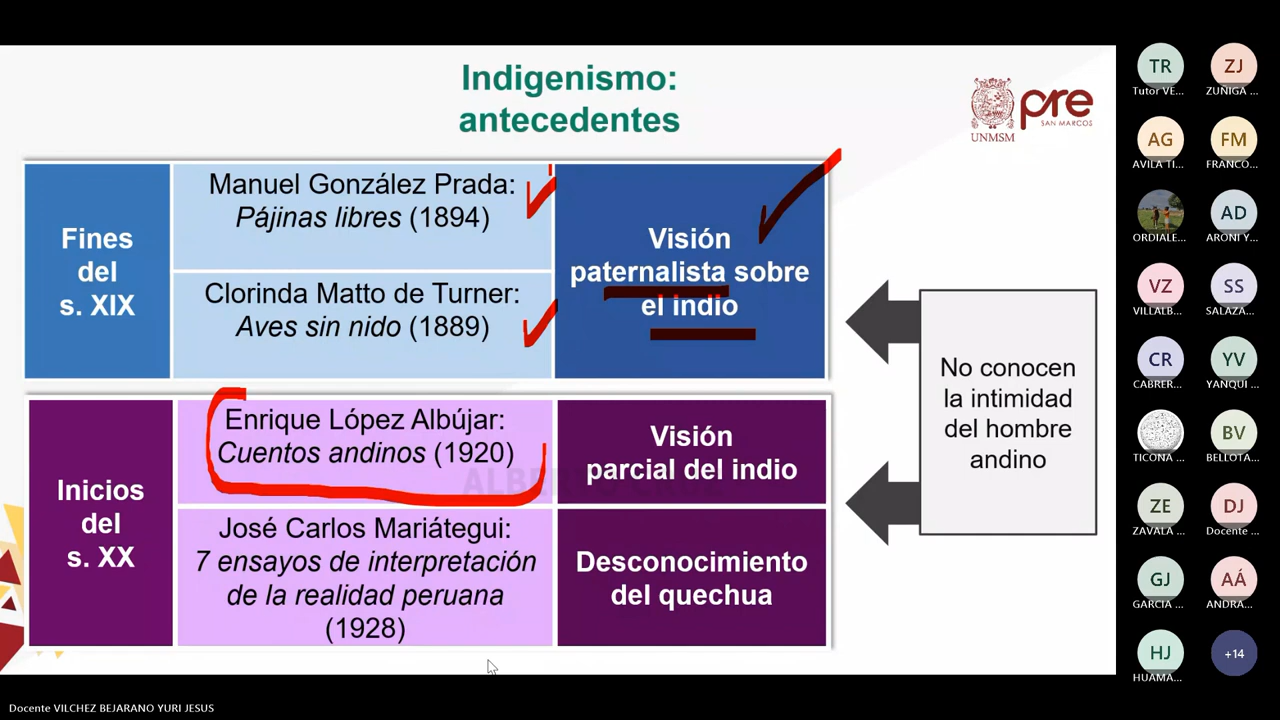 Indigenismo:
antecedentes
UNMSM
pre
SAN MARCOS
Fines
del
s. XIX
Manuel González Prada:
Pájinas libres (1894)
Clorinda Matto de Turner:
Aves sin nido (1889)
Visión
paternalista sobre
el indio
Inicios
del
s. XX
Enrique López Albújar:
Cuentos andinos (1920)
Visión
parcial del indio
José Carlos Mariátegui:
7 ensayos de interpretación
de la realidad peruana
(1928)
Desconocimiento
del quechua
No conocen
la intimidad
del hombre
andino
TR
Tutor VE...
ZJ
ZUÑIGA ...
AG
AVILA TI...
FM
FRANCO...
ORDIALE...
AD
ARONI Y...
VZ
VILLALB...
SS
SALAZA...
CR
CABRER...
YV
YANQUI ...
TICONA ...
BV
BELLOTA...
ZE
ZAVALA ...
DJ
Docente ...
GJ
GARCIA ...
AÁ
ANDRA...
HJ
HUAMA...
+14
Docente VILCHEZ BEJARANO YURI JESUS